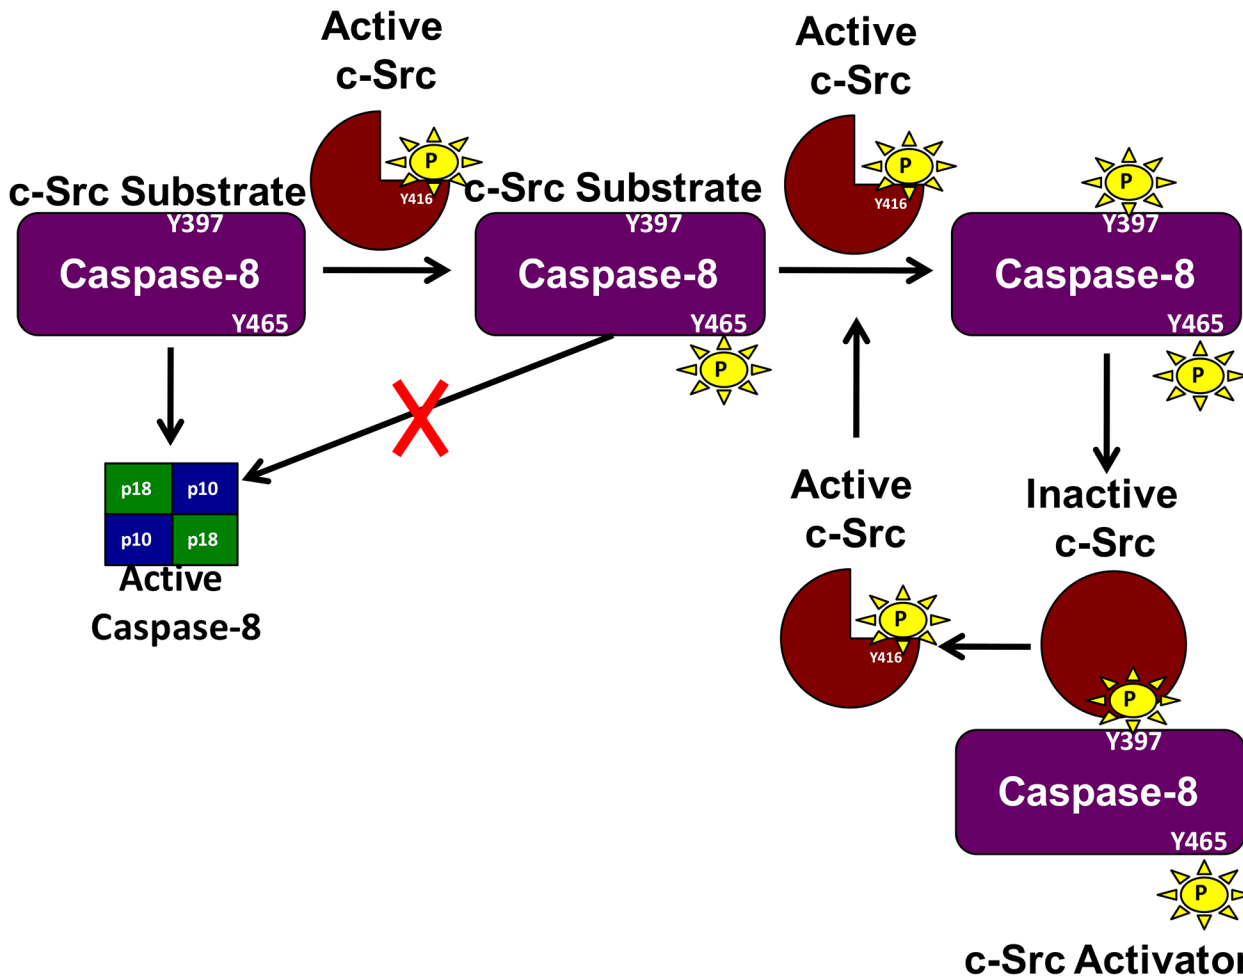 Active
c-Src
P
Y416
c-Src Substrate
Y397
Caspase-8
Y465
c-Src Substrate
Y397
Caspase-8
Y465
P
Active
c-Src
P
Y416
P
Y397
Caspase-8
Y465
P
p18 p10
p10 p18
Active
Caspase-8
Active
c-Src
P
Y416
Inactive
c-Src
P
Y397
Caspase-8
Y465
P
c-Src Activator